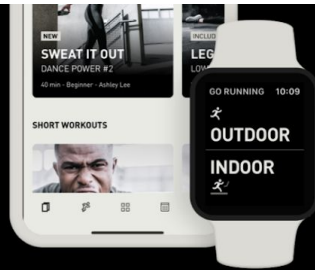 NEW
SWEAT IT OUT
DANCE POWER #2
40 min - Beginner - Ashley Lee
INCLUD
LEG
LOW
SHORT WORKOUTS
GO RUNNING 10:09
OUTDOOR
INDOOR